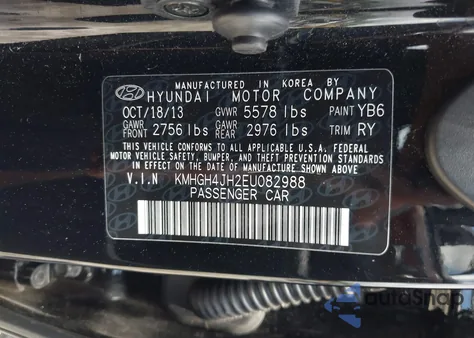 MANUFACTURED IN KOREA BY
HYUNDAI MOTOR COMPANY
OCT/18/13 GVWR 5578 lbs PAINT YB6
GAWR FRONT 2756 lbs GAWR REAR 2976 lbs TRIM RY
THIS VEHICLE CONFORMS TO ALL APPLICABLE U.S.A FEDERAL
MOTOR VEHICLE SAFETY, BUMPER, AND THEFT PREVENTION
STANDARDS IN EFFECT ON THE DATE OF MANUFACTURE SHOWN ABOVE.
V.I.N KMHGH4JH2EU082988
PASSENGER CAR
autoSnap